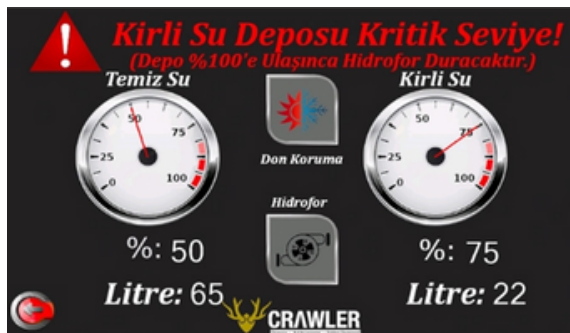 Kirli Su Deposu Kritik Seviye!
(Depo %100'e Ulaşınca Hidrofor Duracaktır.)
Temiz Su
Kirli Su
50
75
25
100
0
50
75
25
100
0
Don Koruma
Hidrofor
%: 50
%: 75
Litre: 65
Litre: 22
CRAWLER